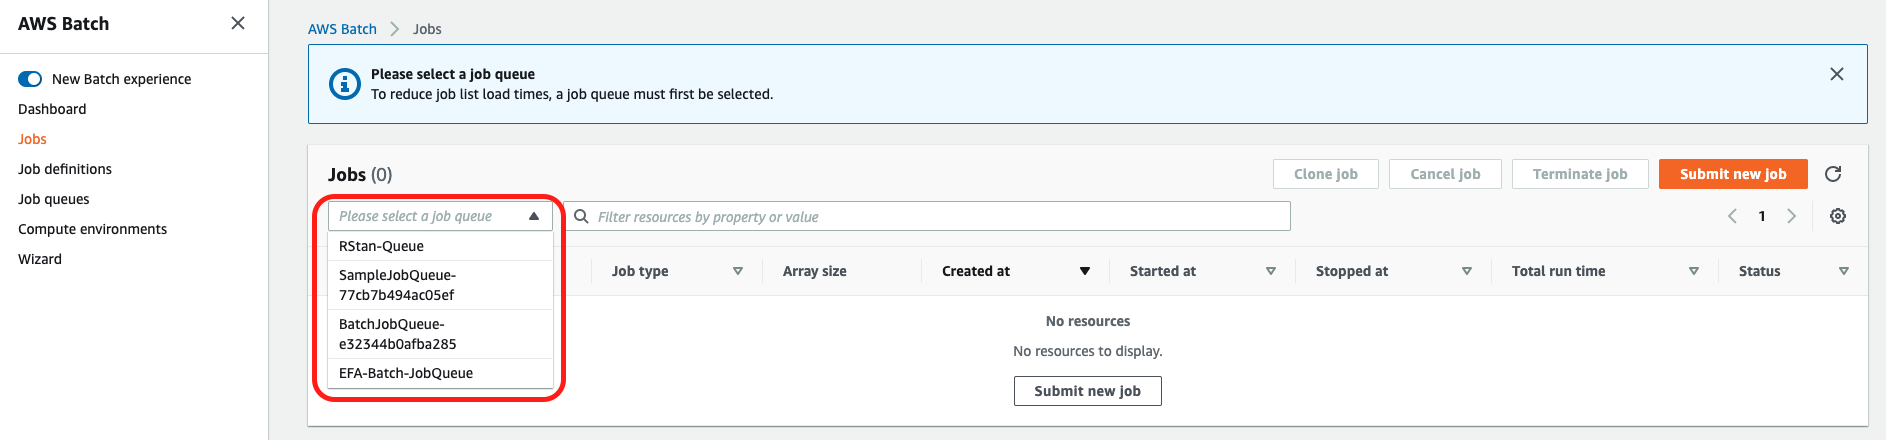 AWS Batch
New Batch experience
Dashboard
Jobs
Job definitions
Job queues
Compute environments
Wizard
AWS Batch > Jobs
Please select a job queue
To reduce job list load times, a job queue must first be selected.
Jobs (0)
Clone job
Cancel job
Terminate job
Submit new job
Please select a job queue
Filter resources by property or value
1
RStan-Queue
SampleJobQueue-
77cb7b494ac05ef
BatchJobQueue-
e32344b0afba285
EFA-Batch-JobQueue
Job type
Array size
Created at
Started at
Stopped at
Total run time
Status
No resources
No resources to display.
Submit new job